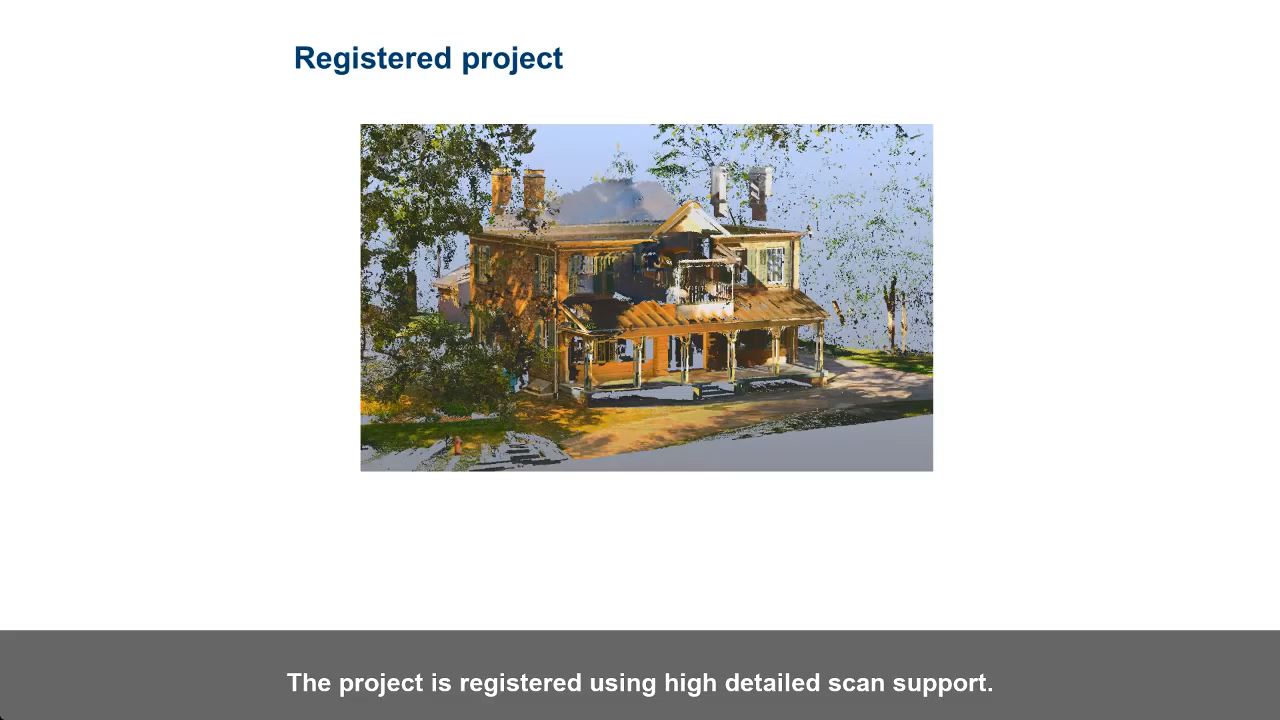 Registered project
The project is registered using high detailed scan support.